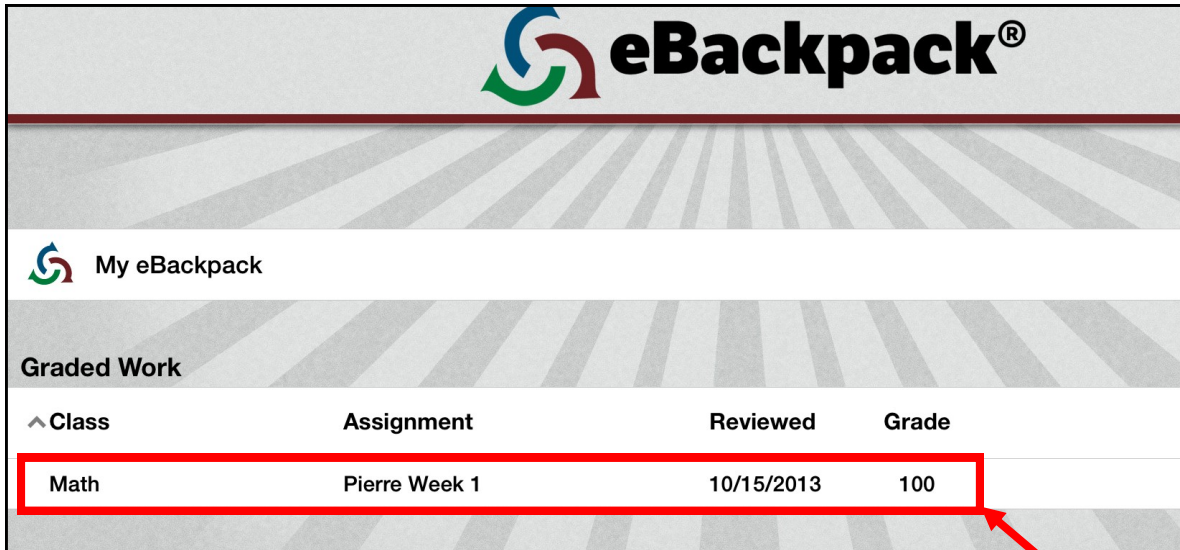 eBackpack®
My eBackpack
Graded Work
Class Assignment Reviewed Grade
Math Pierre Week 1 10/15/2013 100